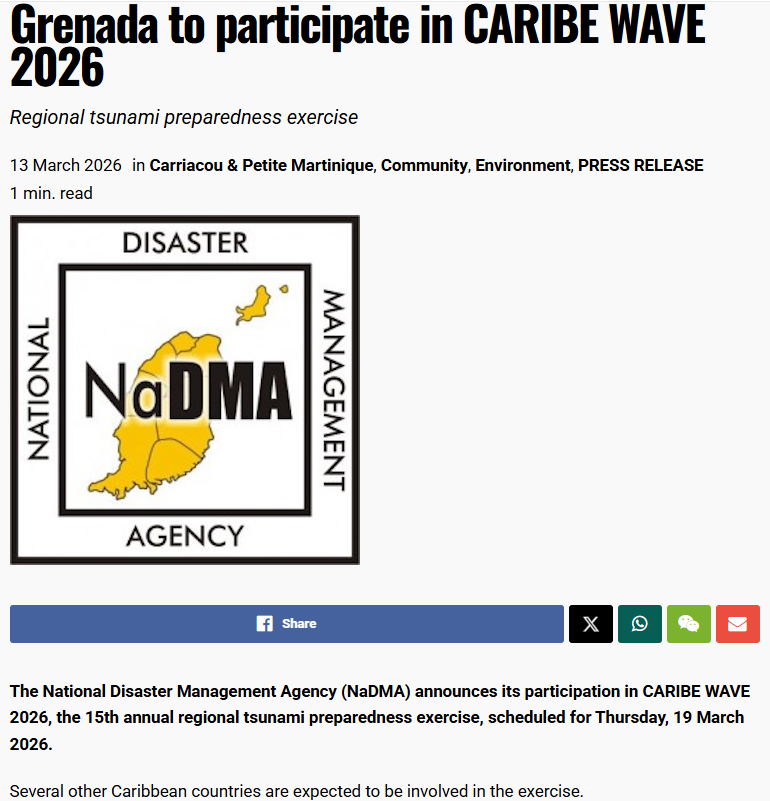 Grenada to participate in CARIBE WAVE
2026
Regional tsunami preparedness exercise
13 March 2026 in Carriacou & Petite Martinique, Community, Environment, PRESS RELEASE
1 min. read
DISASTER
NATIONAL
MANAGEMENT
NaDMA
AGENCY
Share
The National Disaster Management Agency (NaDMA) announces its participation in CARIBE WAVE
2026, the 15th annual regional tsunami preparedness exercise, scheduled for Thursday, 19 March
2026.
Several other Caribbean countries are expected to be involved in the exercise.